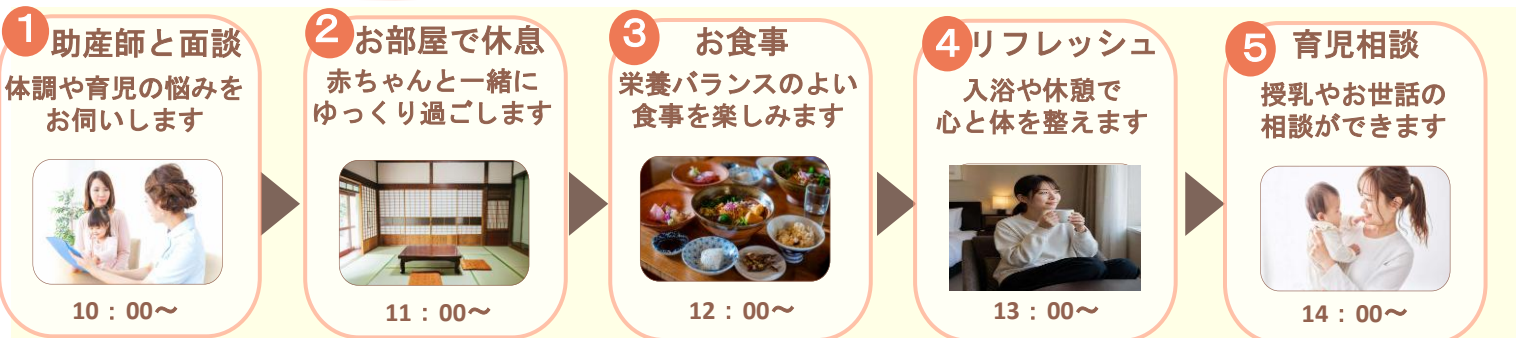 1 助産師と面談
体調や育児の悩みを
お伺いします
10：00～
2 お部屋で休息
赤ちゃんと一緒に
ゆっくり過ごします
11：00～
3 お食事
栄養バランスのよい
食事を楽しみます
12：00～
4 リフレッシュ
入浴や休憩で
心と体を整えます
13：00～
5 育児相談
授乳やお世話の
相談ができます
14：00～